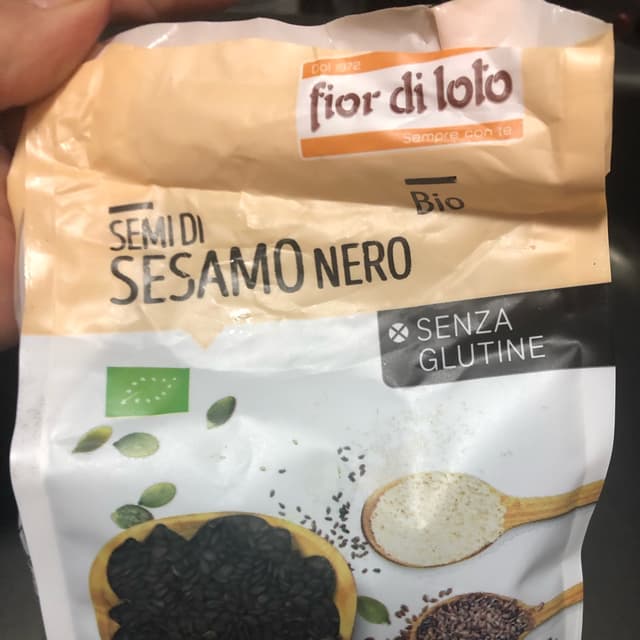 Dal 1972
fior di loto
Sempre con te
Bio
SEMI DI
SESAMO NERO
SENZA
GLUTINE